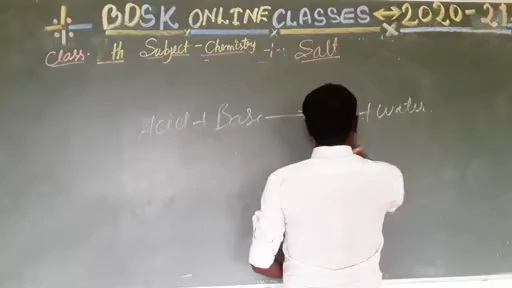 ÷ BDSK ONLINE CLASSES ↔ 2020-21
Class. th Subject - Chemistry -:- Salt
Acid + Base → + Water.